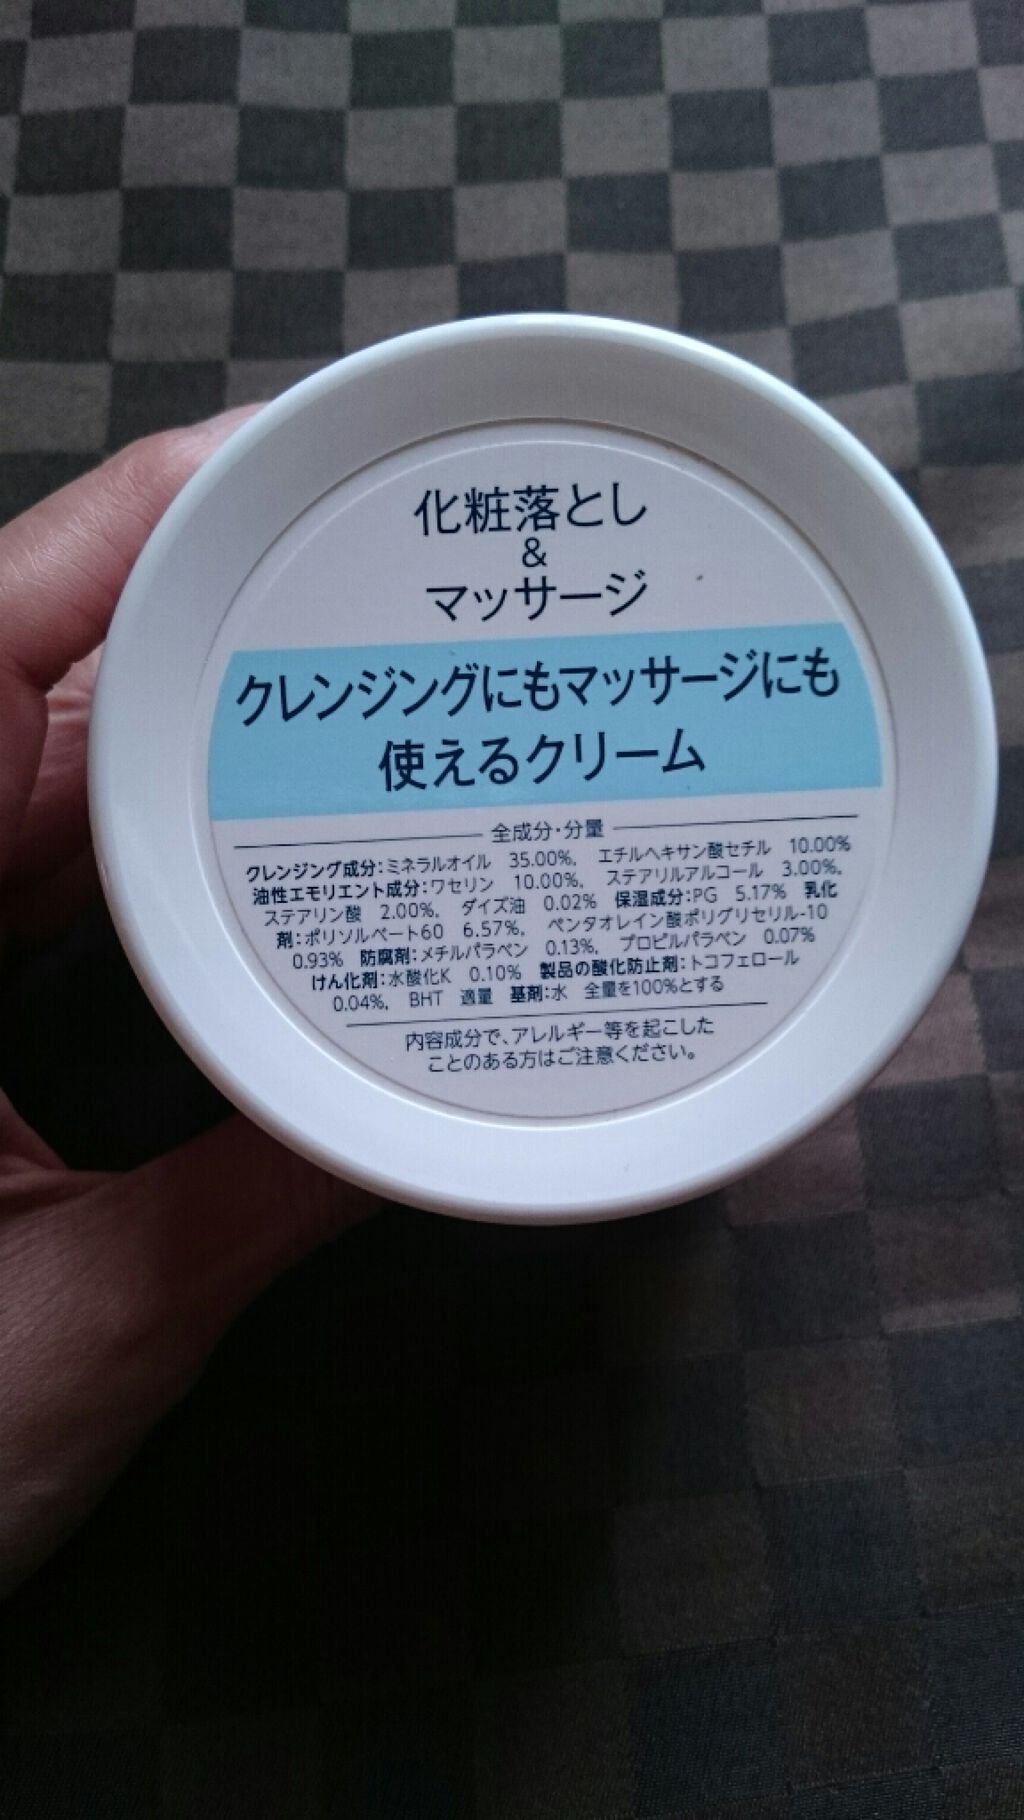 化粧落とし
&
マッサージ
クレンジングにもマッサージにも
使えるクリーム
全成分・分量
クレンジング成分:ミネラルオイル 35.00%, エチルヘキサン酸セチル 10.00%
油性エモリエント成分:ワセリン 10.00%, ステアリルアルコール 3.00%,
ステアリン酸 2.00%, ダイズ油 0.02% 保湿成分:PG 5.17% 乳化
剤:ポリソルベート60 6.57%, ペンタオレイン酸ポリグリセリル-10
0.93% 防腐剤:メチルパラベン 0.13%, プロピルパラベン 0.07%
けん化剤:水酸化K 0.10% 製品の酸化防止剤:トコフェロール
0.04%, BHT 適量 基剤:水 全量を100%とする
内容成分で、アレルギー等を起こした
ことのある方はご注意ください。